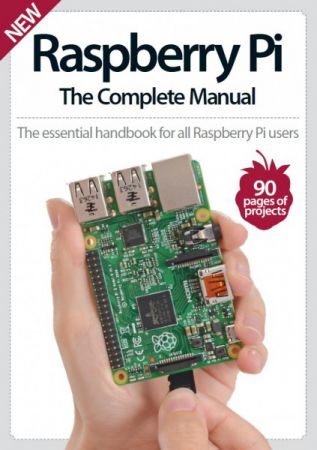 NEW
Raspberry Pi
The Complete Manual
The essential handbook for all Raspberry Pi users
90
pages of
projects